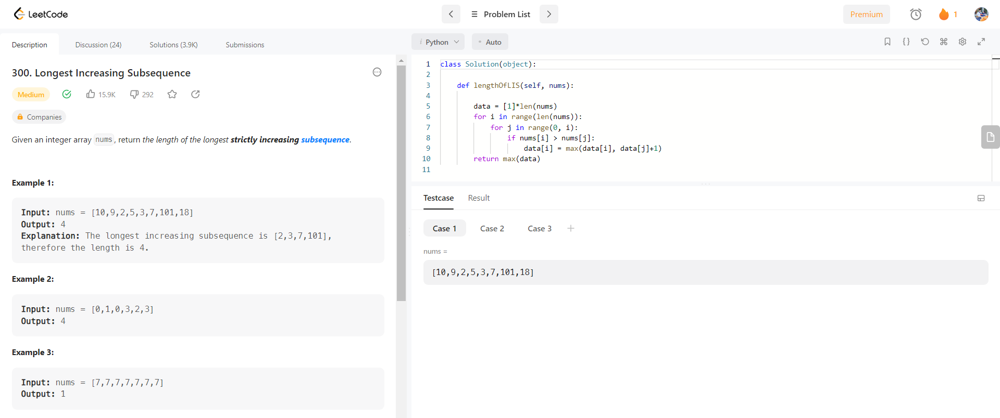 LeetCode
Problem List
Premium
1
Description
Discussion (24)
Solutions (3.9K)
Submissions
300. Longest Increasing Subsequence
Medium
15.9K
292
Companies
Given an integer array nums, return the length of the longest strictly increasing subsequence.
Example 1:
Input: nums = [10,9,2,5,3,7,101,18]
Output: 4
Explanation: The longest increasing subsequence is [2,3,7,101],
therefore the length is 4.
Example 2:
Input: nums = [0,1,0,3,2,3]
Output: 4
Example 3:
Input: nums = [7,7,7,7,7,7,7]
Output: 1
i Python
Auto
{}
1 class Solution(object):
2
3     def lengthOfLIS(self, nums):
4
5         data = [1]*len(nums)
6         for i in range(len(nums)):
7             for j in range(0, i):
8                 if nums[i] > nums[j]:
9                     data[i] = max(data[i], data[j]+1)
10         return max(data)
11
Testcase
Result
Case 1
Case 2
Case 3
nums =
[10,9,2,5,3,7,101,18]